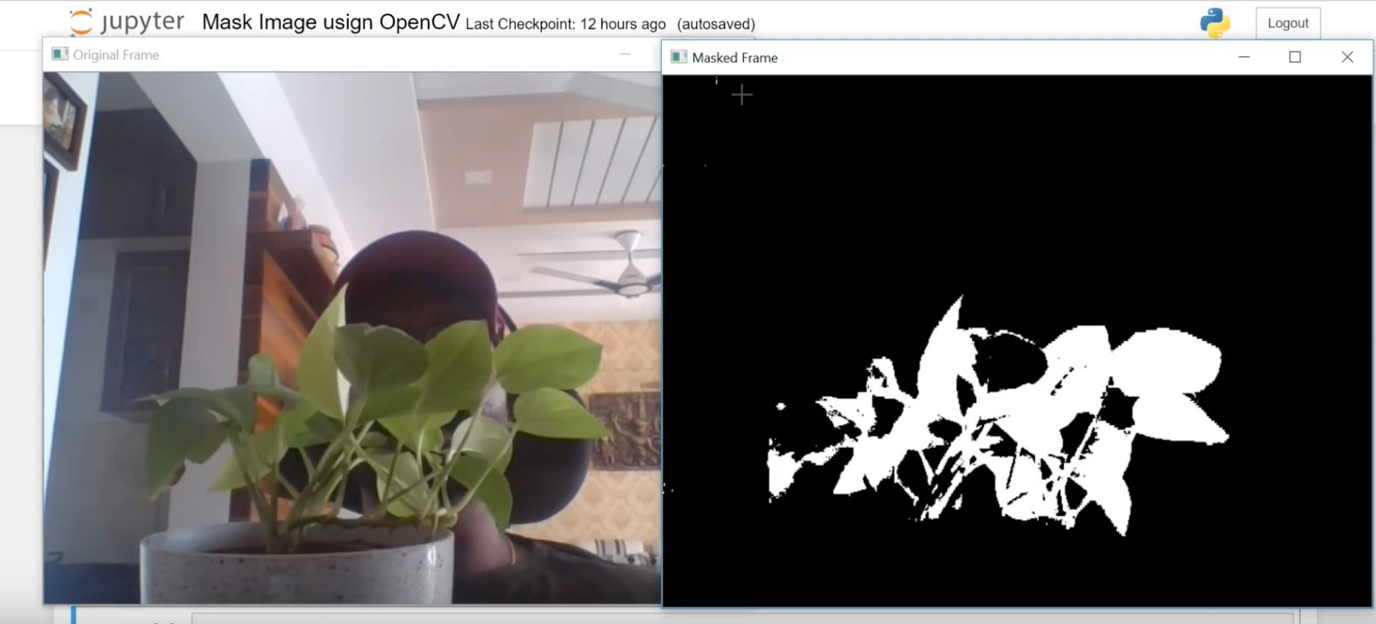 jupyter Mask Image usign OpenCV Last Checkpoint: 12 hours ago (autosaved)
Logout
Original Frame
Masked Frame